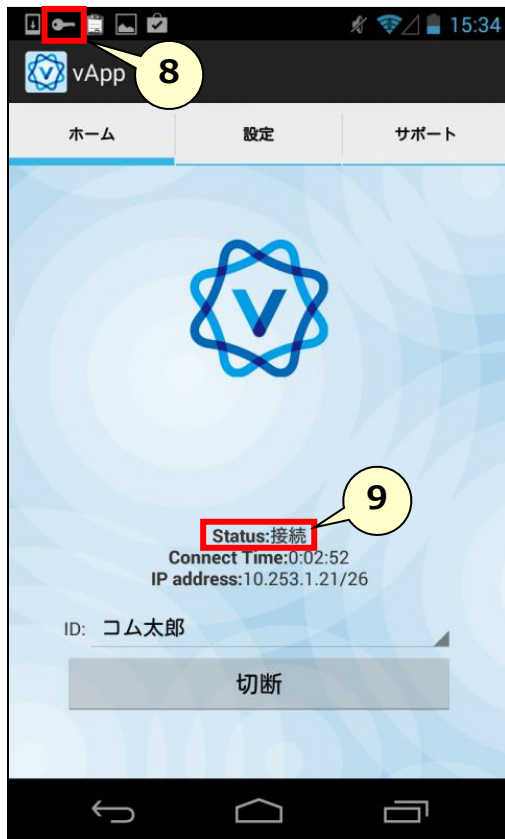 15:34
vApp
8
ホーム 設定 サポート
V
9
Status:接続
Connect Time:0:02:52
IP address:10.253.1.21/26
ID: コム太郎
切断